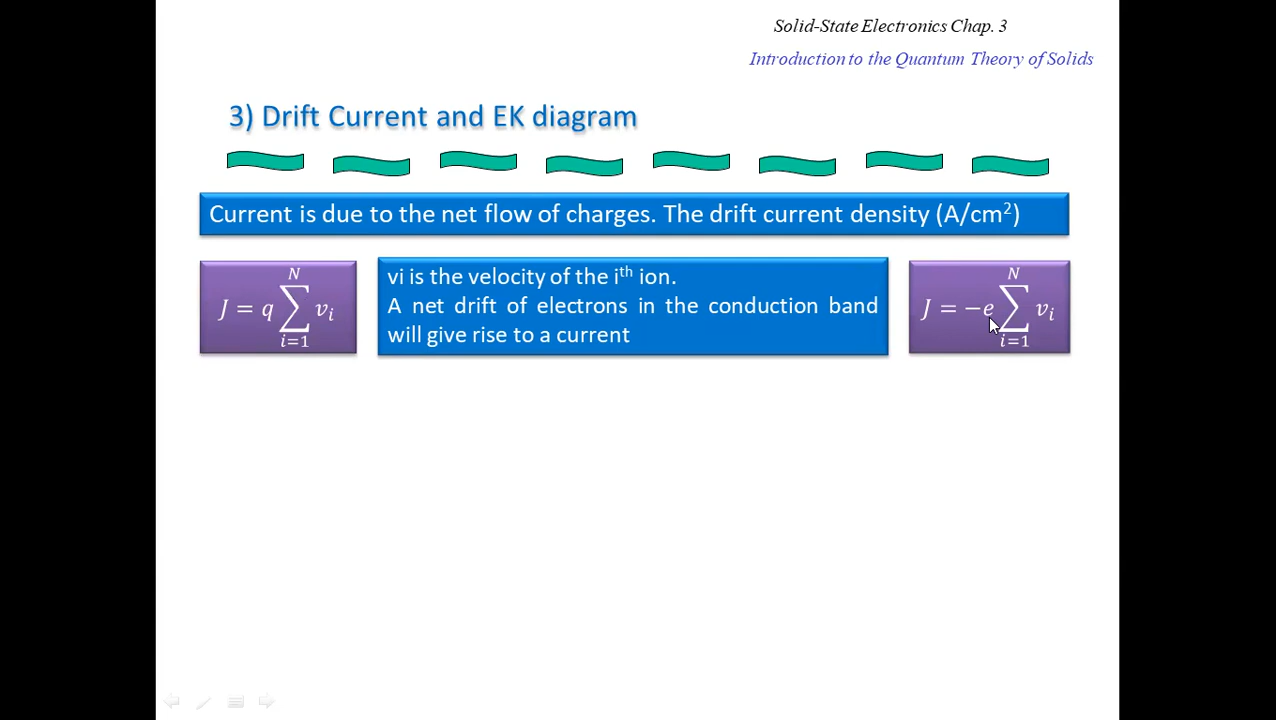 Solid-State Electronics Chap. 3
Introduction to the Quantum Theory of Solids
3) Drift Current and EK diagram
Current is due to the net flow of charges. The drift current density (A/cm²)
J = q ∑_{i=1}^{N} v_i
vi is the velocity of the iᵗʰ ion.
A net drift of electrons in the conduction band
will give rise to a current
J = −e ∑_{i=1}^{N} v_i